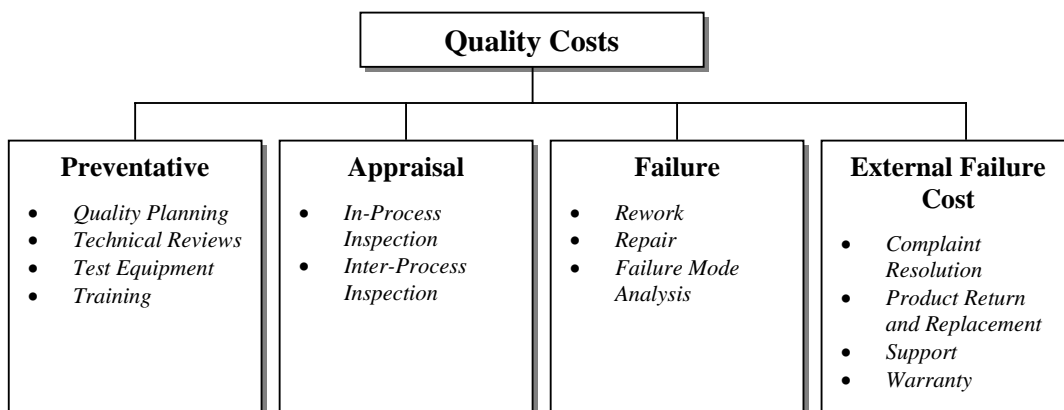 Quality Costs
Preventative
• Quality Planning
• Technical Reviews
• Test Equipment
• Training
Appraisal
• In-Process
Inspection
• Inter-Process
Inspection
Failure
• Rework
• Repair
• Failure Mode
Analysis
External Failure
Cost
• Complaint
Resolution
• Product Return
and Replacement
• Support
• Warranty